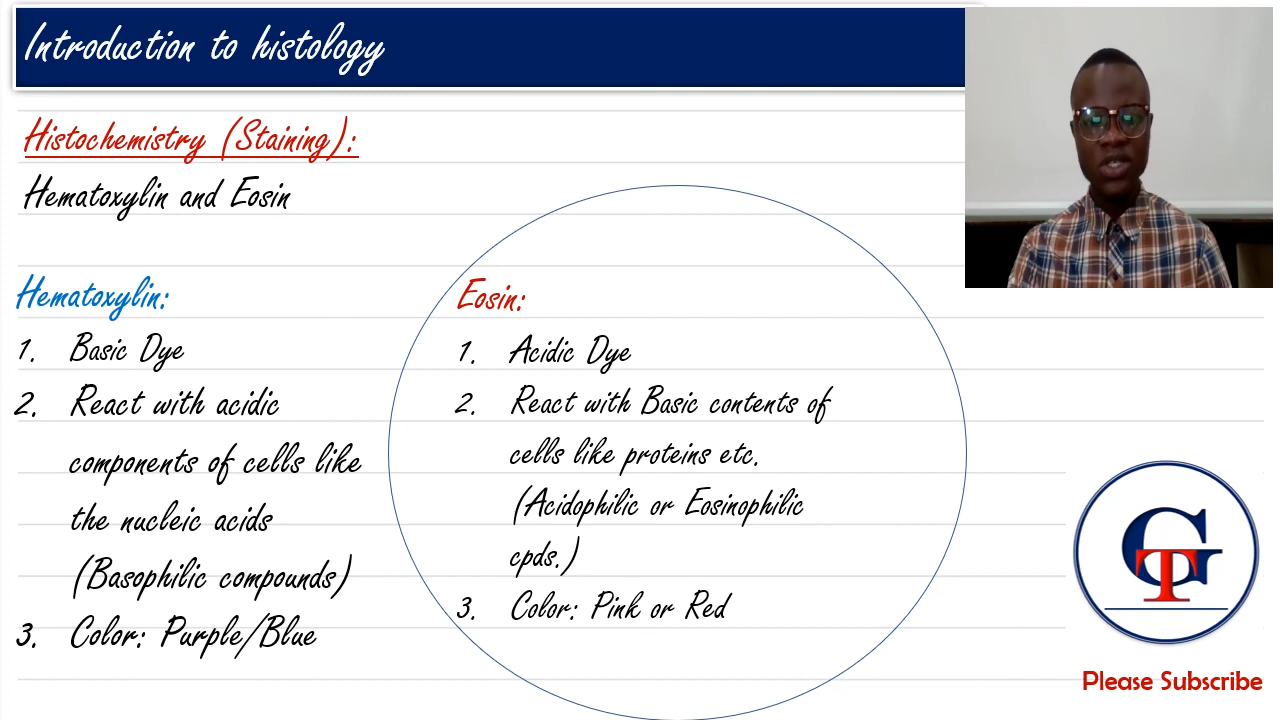 Introduction to histology
Histochemistry (Staining):
Hematoxylin and Eosin
Hematoxylin:
1. Basic Dye
2. React with acidic
components of cells like
the nucleic acids
(Basophilic compounds)
3. Color: Purple/Blue
Eosin:
1. Acidic Dye
2. React with Basic contents of
cells like proteins etc.
(Acidophilic or Eosinophilic
cpds.)
3. Color: Pink or Red
GT
Please Subscribe